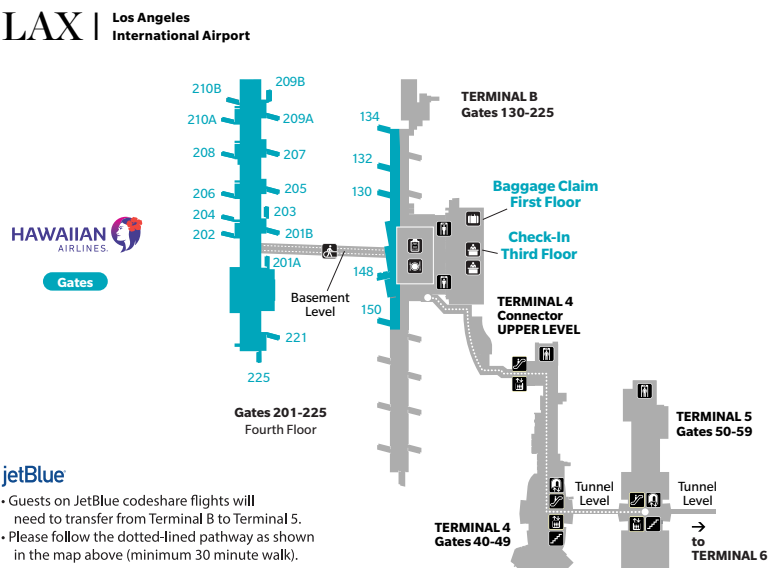 LAX | Los Angeles
International Airport
TERMINAL B
Gates 130-225
210B
209B
210A
209A
134
208
207
132
206
205
130
204
203
202
201B
201A
148
150
221
225
Baggage Claim
First Floor
Check-In
Third Floor
HAWAIIAN
AIRLINES.
Gates
Basement
Level
TERMINAL 4
Connector
UPPER LEVEL
Gates 201-225
Fourth Floor
TERMINAL 5
Gates 50-59
jetBlue
• Guests on JetBlue codeshare flights will
need to transfer from Terminal B to Terminal 5.
• Please follow the dotted-lined pathway as shown
in the map above (minimum 30 minute walk).
Tunnel
Level
Tunnel
Level
TERMINAL 4
Gates 40-49
→
to
TERMINAL 6